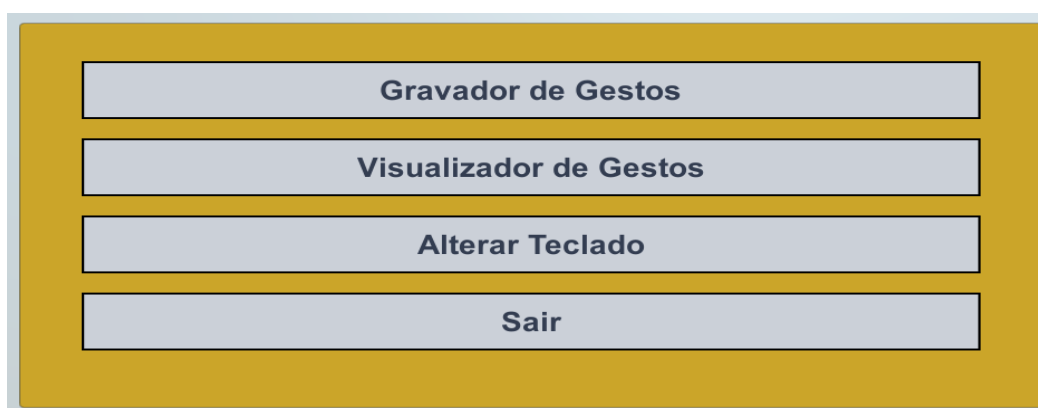 Gravador de Gestos
Visualizador de Gestos
Alterar Teclado
Sair